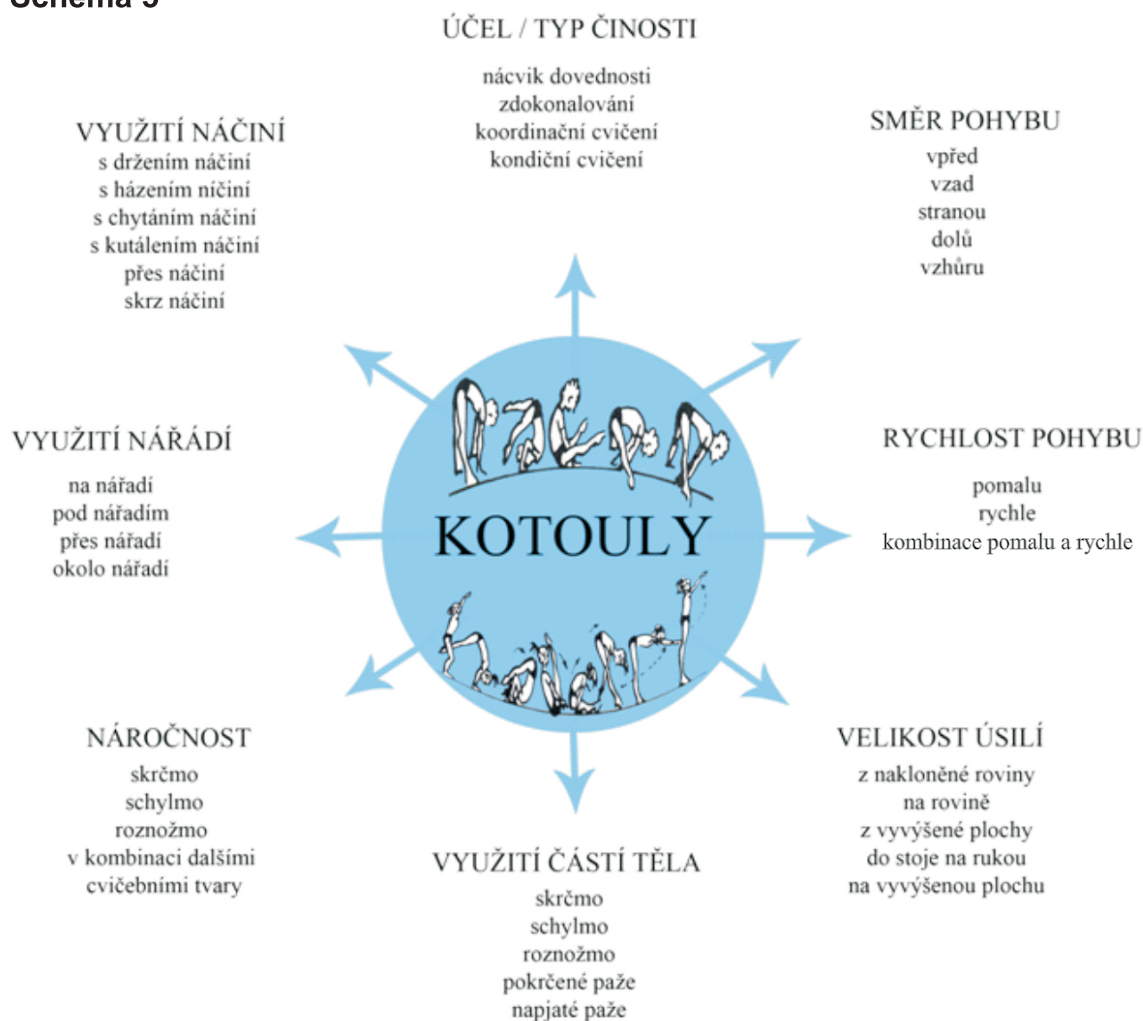 Schéma 5
ÚČEL / TYP ČINOSTI
nácvik dovednosti
zdokonalování
koordinační cvičení
kondiční cvičení
VYUŽITÍ NÁČINÍ
s držením náčiní
s házením níčiní
s chytáním náčiní
s kutálením náčiní
přes náčiní
skrz náčiní
SMĚR POHYBU
vpřed
vzad
stranou
dolů
vzhůru
VYUŽITÍ NÁŘÁDÍ
na nářadí
pod nářadím
přes nářadí
okolo nářadí
KOTOULY
RYCHLOST POHYBU
pomalu
rychle
kombinace pomalu a rychle
NÁROČNOST
skrčmo
schylmo
roznožmo
v kombinaci dalšími
cvičebními tvary
VYUŽITÍ ČÁSTÍ TĚLA
skrčmo
schylmo
roznožmo
pokrčené paže
napjaté paže
VELIKOST ÚSILÍ
z nakloněné roviny
na rovině
z vyvýšené plochy
do stoje na rukou
na vyvýšenou plochu